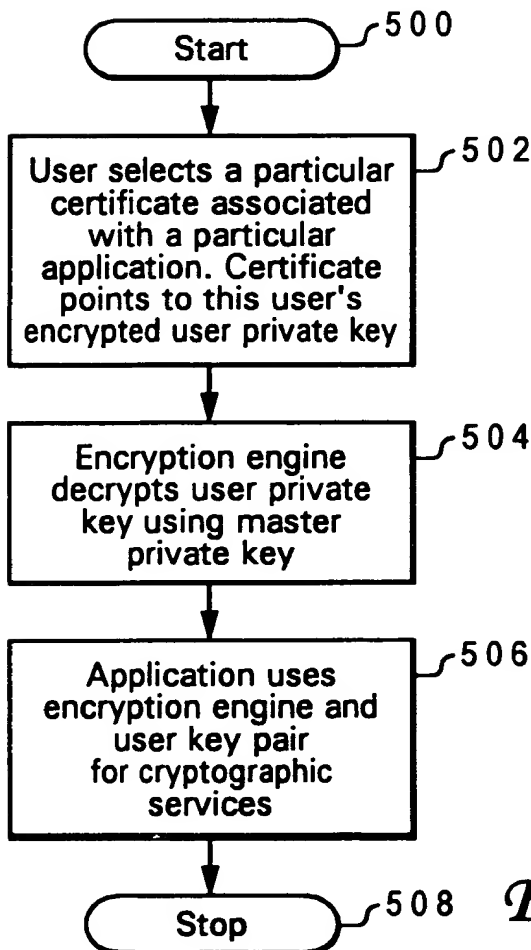 Start
500
User selects a particular
certificate associated
with a particular
application. Certificate
points to this user's
encrypted user private key
502
Encryption engine
decrypts user private
key using master
private key
504
Application uses
encryption engine and
user key pair
for cryptographic
services
506
Stop
508